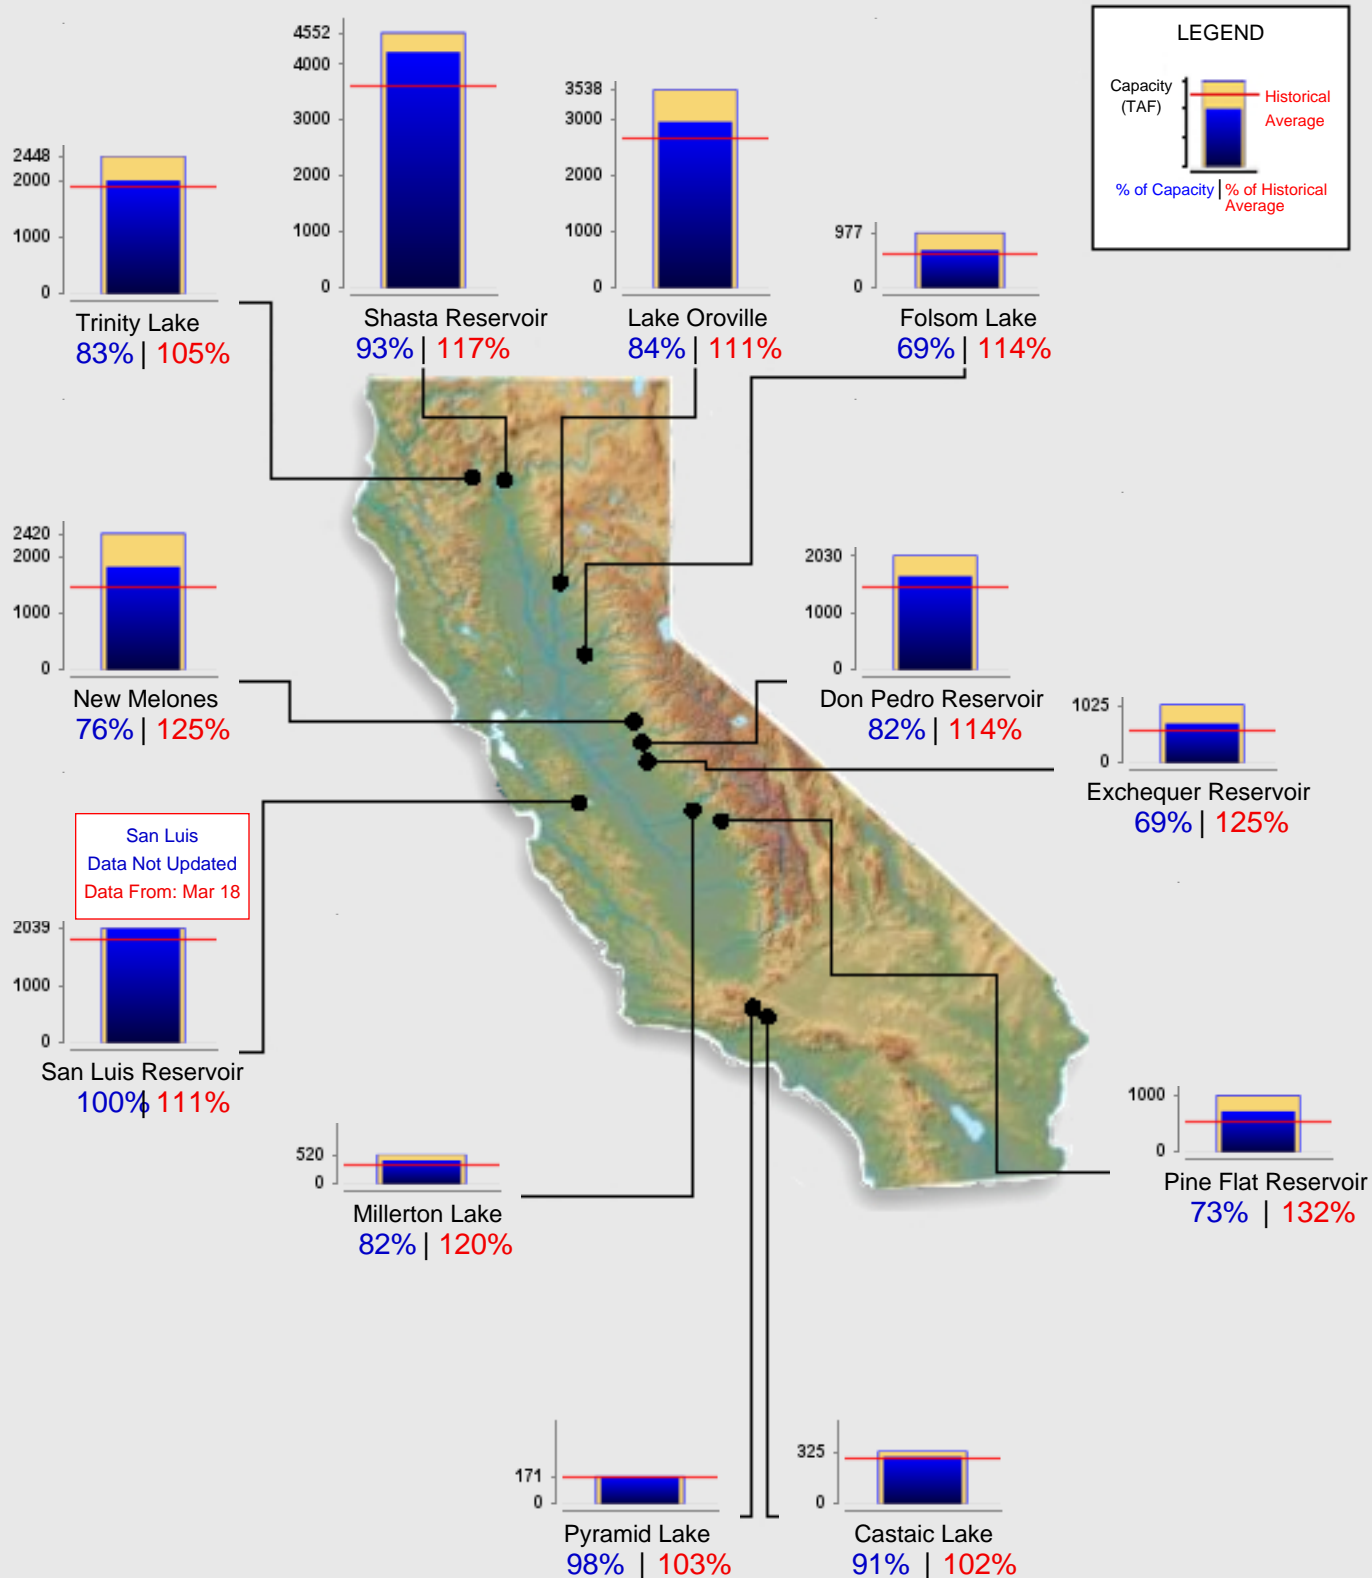 LEGEND
Capacity
(TAF)
Historical
Average
% of Capacity | % of Historical
Average
4552
4000
3000
2000
1000
0
Shasta Reservoir
93% | 117%
3538
3000
2000
1000
0
Lake Oroville
84% | 111%
2448
2000
1000
0
Trinity Lake
83% | 105%
977
0
Folsom Lake
69% | 114%
2420
2000
1000
0
New Melones
76% | 125%
2030
1000
0
Don Pedro Reservoir
82% | 114%
1025
0
Exchequer Reservoir
69% | 125%
San Luis
Data Not Updated
Data From: Mar 18
2039
1000
0
San Luis Reservoir
100% | 111%
520
0
Millerton Lake
82% | 120%
1000
0
Pine Flat Reservoir
73% | 132%
171
0
Pyramid Lake
98% | 103%
325
0
Castaic Lake
91% | 102%